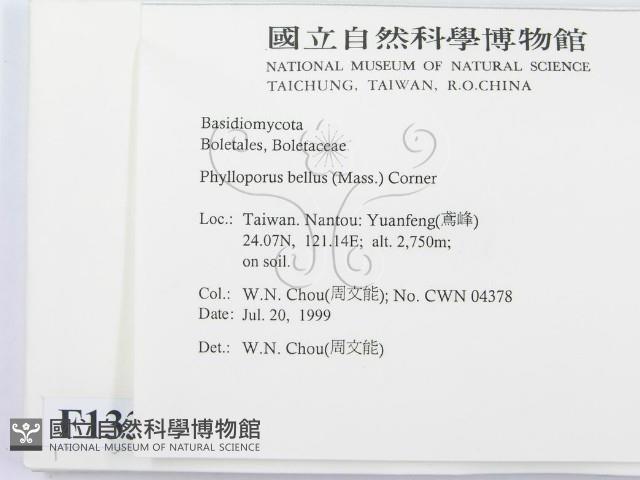 國立自然科學博物館
NATIONAL MUSEUM OF NATURAL SCIENCE
TAICHUNG, TAIWAN, R.O.CHINA
Basidiomycota
Boletales, Boletaceae
Phylloporus bellus (Mass.) Corner
Loc.: Taiwan. Nantou: Yuanfeng(鳶峰)
24.07N, 121.14E; alt. 2,750m;
on soil.
Col.: W.N. Chou(周文能); No. CWN 04378
Date: Jul. 20, 1999
Det.: W.N. Chou(周文能)
國立自然科學博物館
NATIONAL MUSEUM OF NATURAL SCIENCE